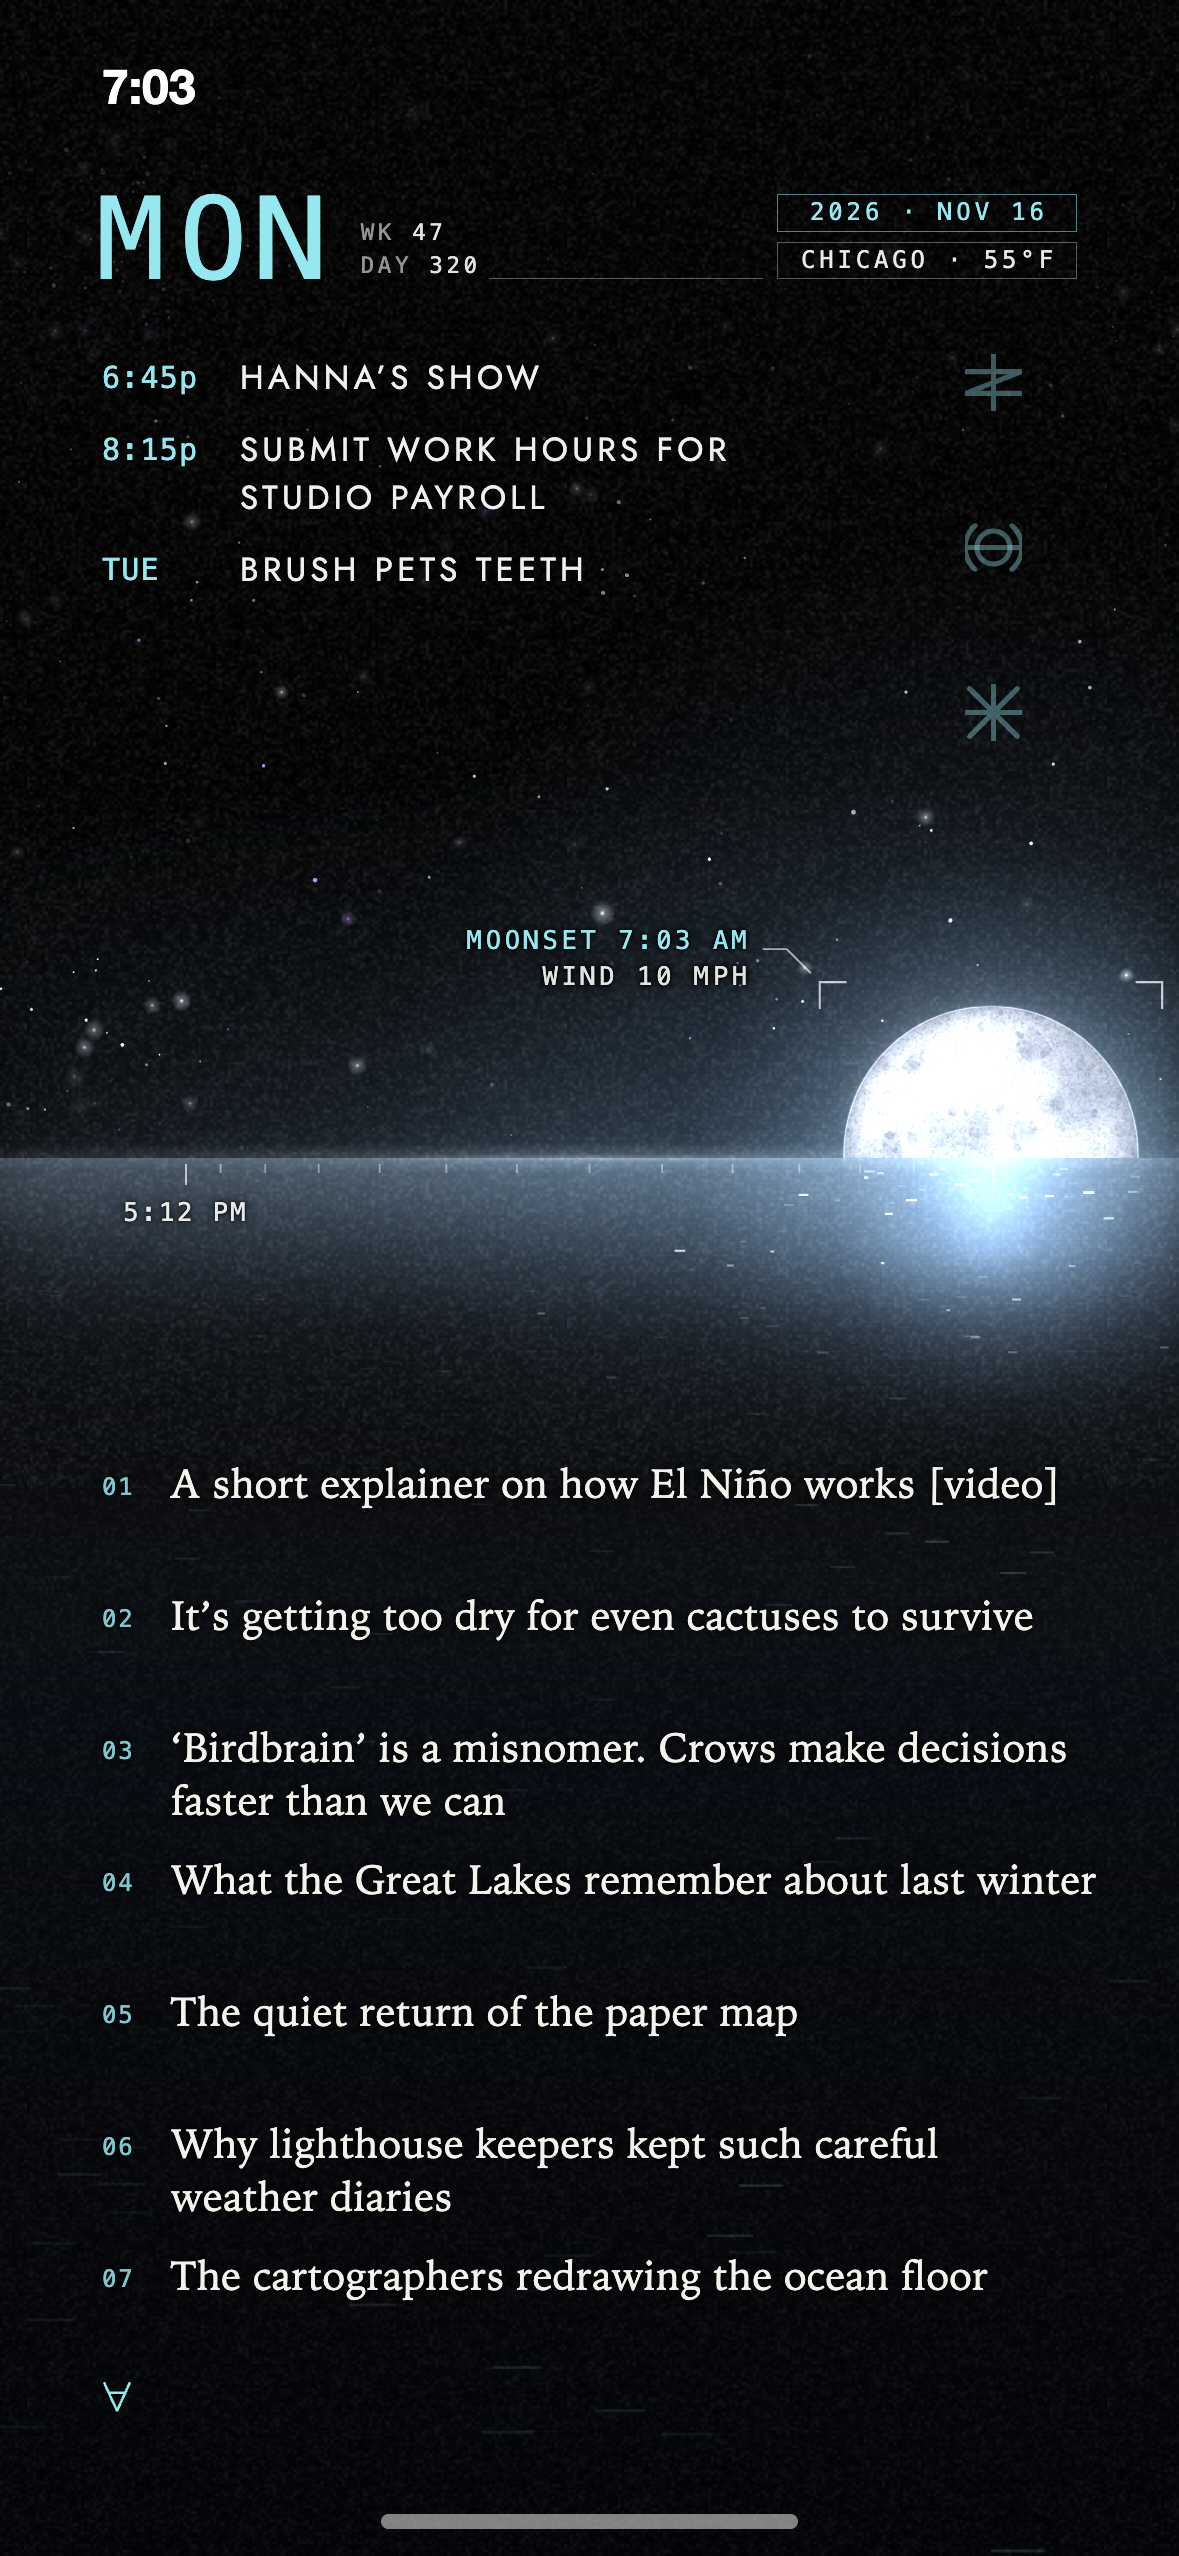 7:03
MON
WK 47
DAY 320
2026 · NOV 16
CHICAGO · 55°F
6:45p HANNA’S SHOW
8:15p SUBMIT WORK HOURS FOR
STUDIO PAYROLL
TUE BRUSH PETS TEETH
MOONSET 7:03 AM
WIND 10 MPH
5:12 PM
01 A short explainer on how El Niño works [video]
02 It’s getting too dry for even cactuses to survive
03 ‘Birdbrain’ is a misnomer. Crows make decisions
faster than we can
04 What the Great Lakes remember about last winter
05 The quiet return of the paper map
06 Why lighthouse keepers kept such careful
weather diaries
07 The cartographers redrawing the ocean floor